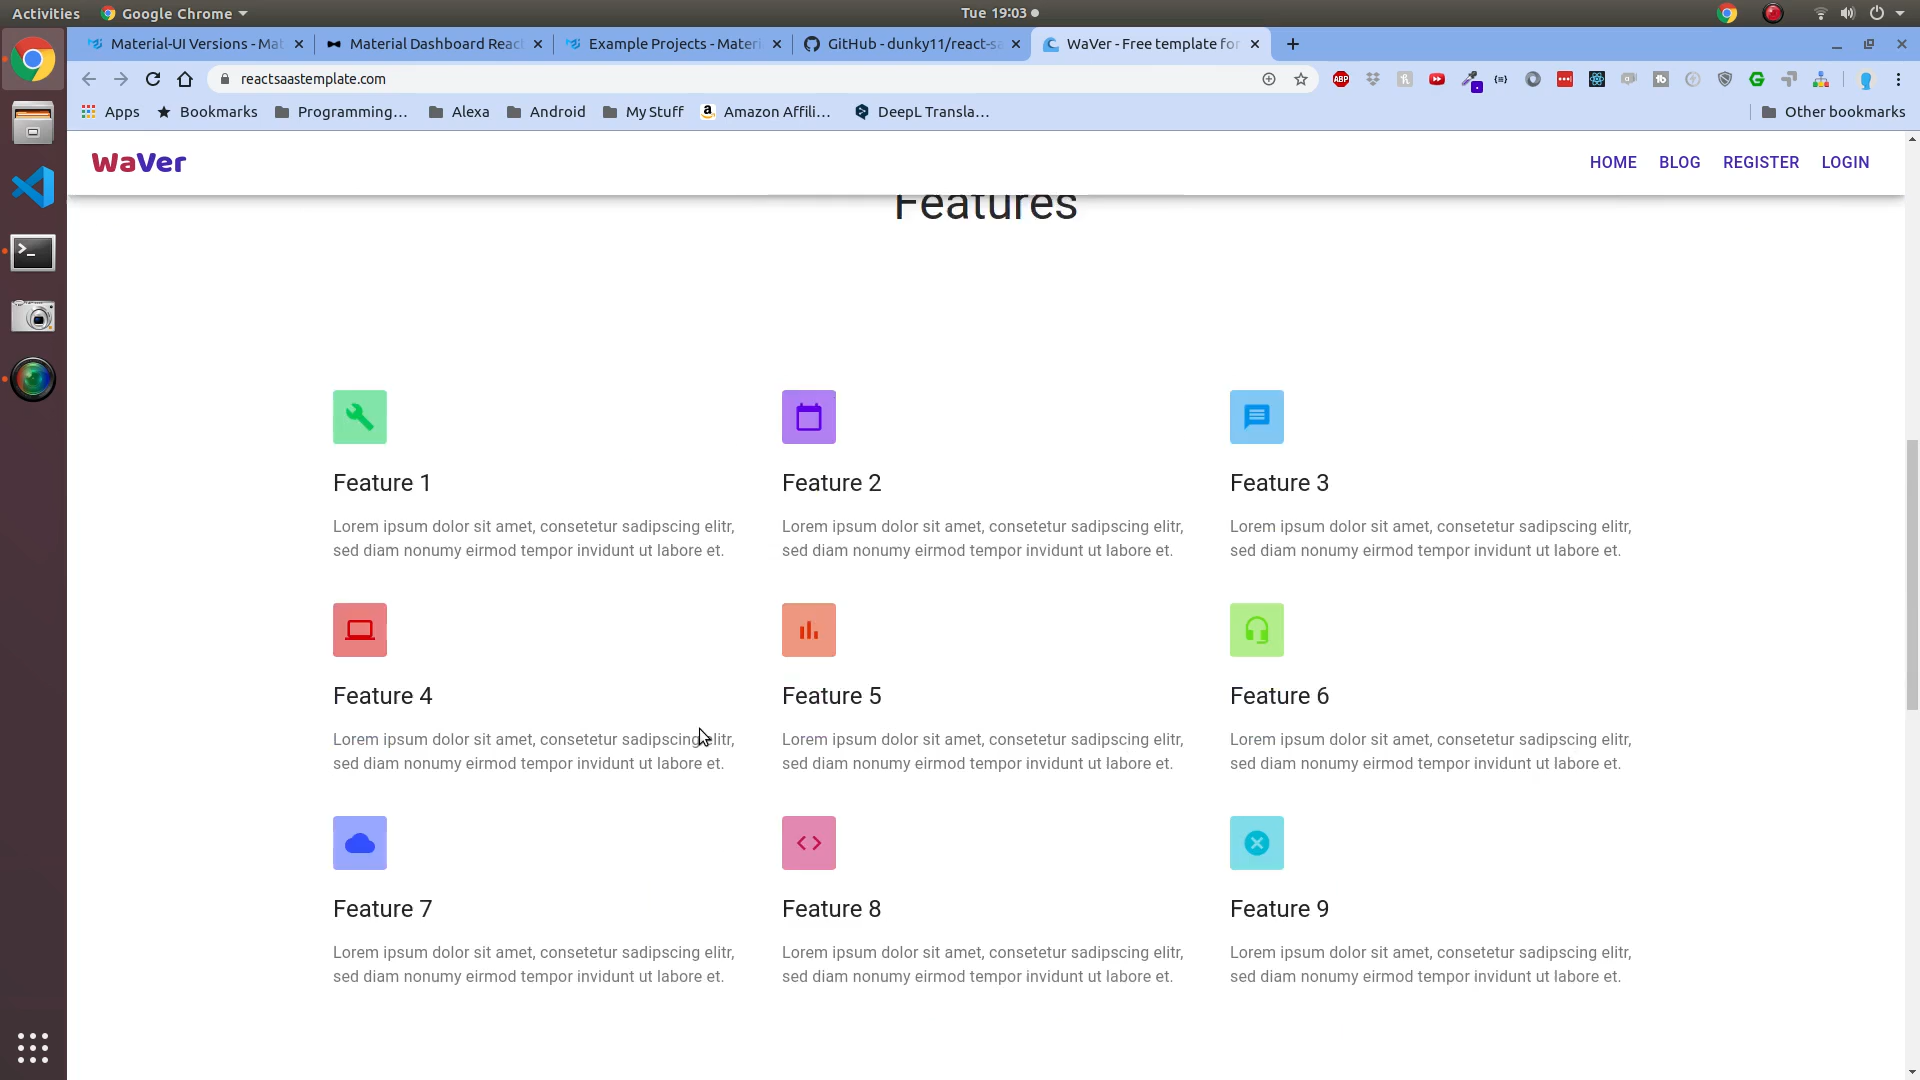 Activities
Google Chrome
Tue 19:03
Material-UI Versions - Mat
Material Dashboard React
Example Projects - Materi
GitHub - dunky11/react-sa
WaVer - Free template for
reactsaastemplate.com
Apps
Bookmarks
Programming...
Alexa
Android
My Stuff
Amazon Affili...
DeepL Transla...
Other bookmarks
WaVer
HOME
BLOG
REGISTER
LOGIN
Features
Feature 1
Lorem ipsum dolor sit amet, consetetur sadipscing elitr,
sed diam nonumy eirmod tempor invidunt ut labore et.
Feature 2
Lorem ipsum dolor sit amet, consetetur sadipscing elitr,
sed diam nonumy eirmod tempor invidunt ut labore et.
Feature 3
Lorem ipsum dolor sit amet, consetetur sadipscing elitr,
sed diam nonumy eirmod tempor invidunt ut labore et.
Feature 4
Lorem ipsum dolor sit amet, consetetur sadipscing elitr,
sed diam nonumy eirmod tempor invidunt ut labore et.
Feature 5
Lorem ipsum dolor sit amet, consetetur sadipscing elitr,
sed diam nonumy eirmod tempor invidunt ut labore et.
Feature 6
Lorem ipsum dolor sit amet, consetetur sadipscing elitr,
sed diam nonumy eirmod tempor invidunt ut labore et.
Feature 7
Lorem ipsum dolor sit amet, consetetur sadipscing elitr,
sed diam nonumy eirmod tempor invidunt ut labore et.
Feature 8
Lorem ipsum dolor sit amet, consetetur sadipscing elitr,
sed diam nonumy eirmod tempor invidunt ut labore et.
Feature 9
Lorem ipsum dolor sit amet, consetetur sadipscing elitr,
sed diam nonumy eirmod tempor invidunt ut labore et.